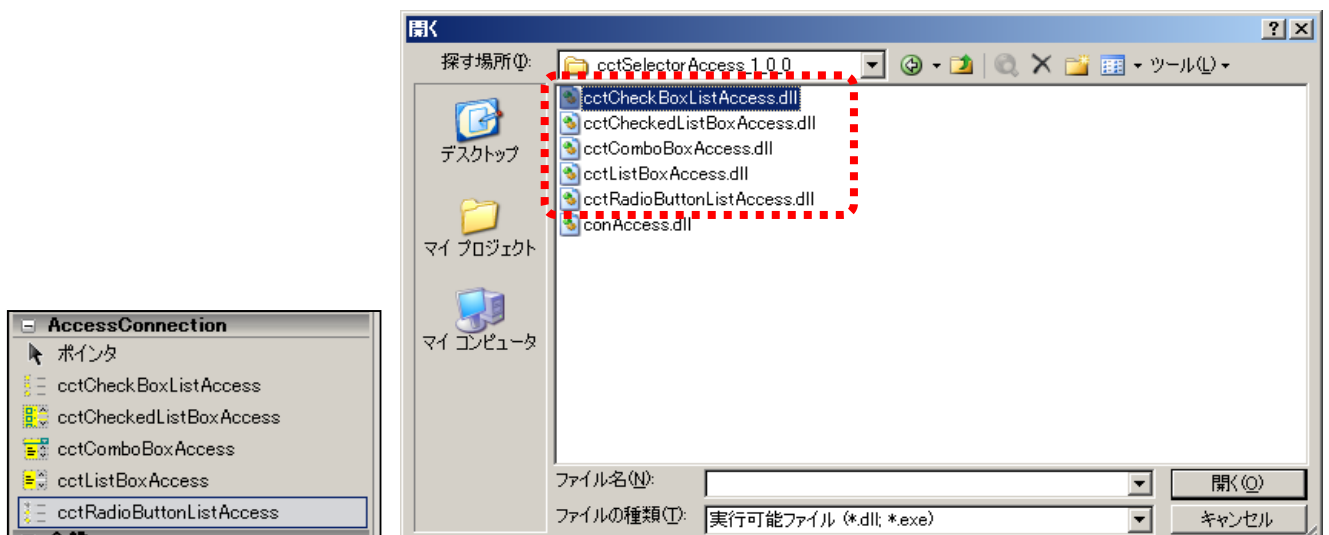 開く
探す場所(I):
cctSelectorAccess_1_0_0
ツール(L)
cctCheckBoxListAccess.dll
cctCheckedListBoxAccess.dll
cctComboBoxAccess.dll
cctListBoxAccess.dll
cctRadioButtonListAccess.dll
conAccess.dll
デスクトップ
マイ プロジェクト
マイ コンピュータ
ファイル名(N):
開く(O)
ファイルの種類(T):
実行可能ファイル (*.dll; *.exe)
キャンセル
AccessConnection
ポインタ
cctCheckBoxListAccess
cctCheckedListBoxAccess
cctComboBoxAccess
cctListBoxAccess
cctRadioButtonListAccess